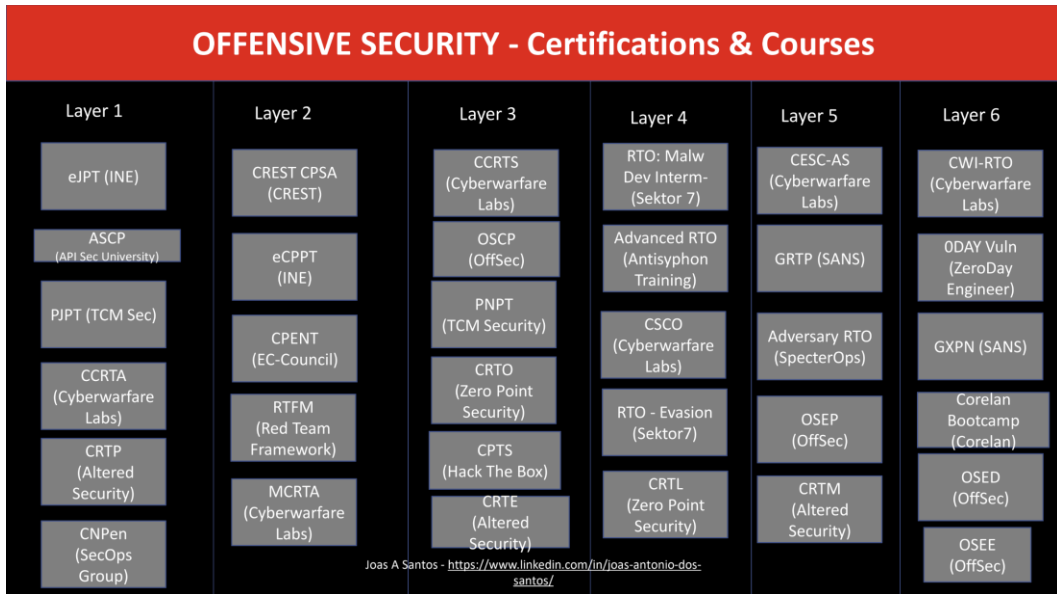 OFFENSIVE SECURITY - Certifications & Courses
Layer 1
eJPT (INE)
ASCP
(API Sec University)
PJPT (TCM Sec)
CCRTA
(Cyberwarfare
Labs)
CRTP
(Altered
Security)
CNPen
(SecOps
Group)
Layer 2
CREST CPSA
(CREST)
eCPPT
(INE)
CPENT
(EC-Council)
RTFM
(Red Team
Framework)
MCRTA
(Cyberwarfare
Labs)
Layer 3
CCRTS
(Cyberwarfare
Labs)
OSCP
(OffSec)
PNPT
(TCM Security)
CRTO
(Zero Point
Security)
CPTS
(Hack The Box)
CRTE
(Altered
Security)
Layer 4
RTO: Malw
Dev Interm-
(Sektor 7)
Advanced RTO
(Antisyphon
Training)
CSCO
(Cyberwarfare
Labs)
RTO - Evasion
(Sektor7)
CRTL
(Zero Point
Security)
Layer 5
CESC-AS
(Cyberwarfare
Labs)
GRTP (SANS)
Adversary RTO
(SpecterOps)
OSEP
(OffSec)
CRTM
(Altered
Security)
Layer 6
CWI-RTO
(Cyberwarfare
Labs)
0DAY Vuln
(ZeroDay
Engineer)
GXPN (SANS)
Corelan
Bootcamp
(Corelan)
OSED
(OffSec)
OSEE
(OffSec)
Joas A Santos - https://www.linkedin.com/in/joas-antonio-dos-
santos/